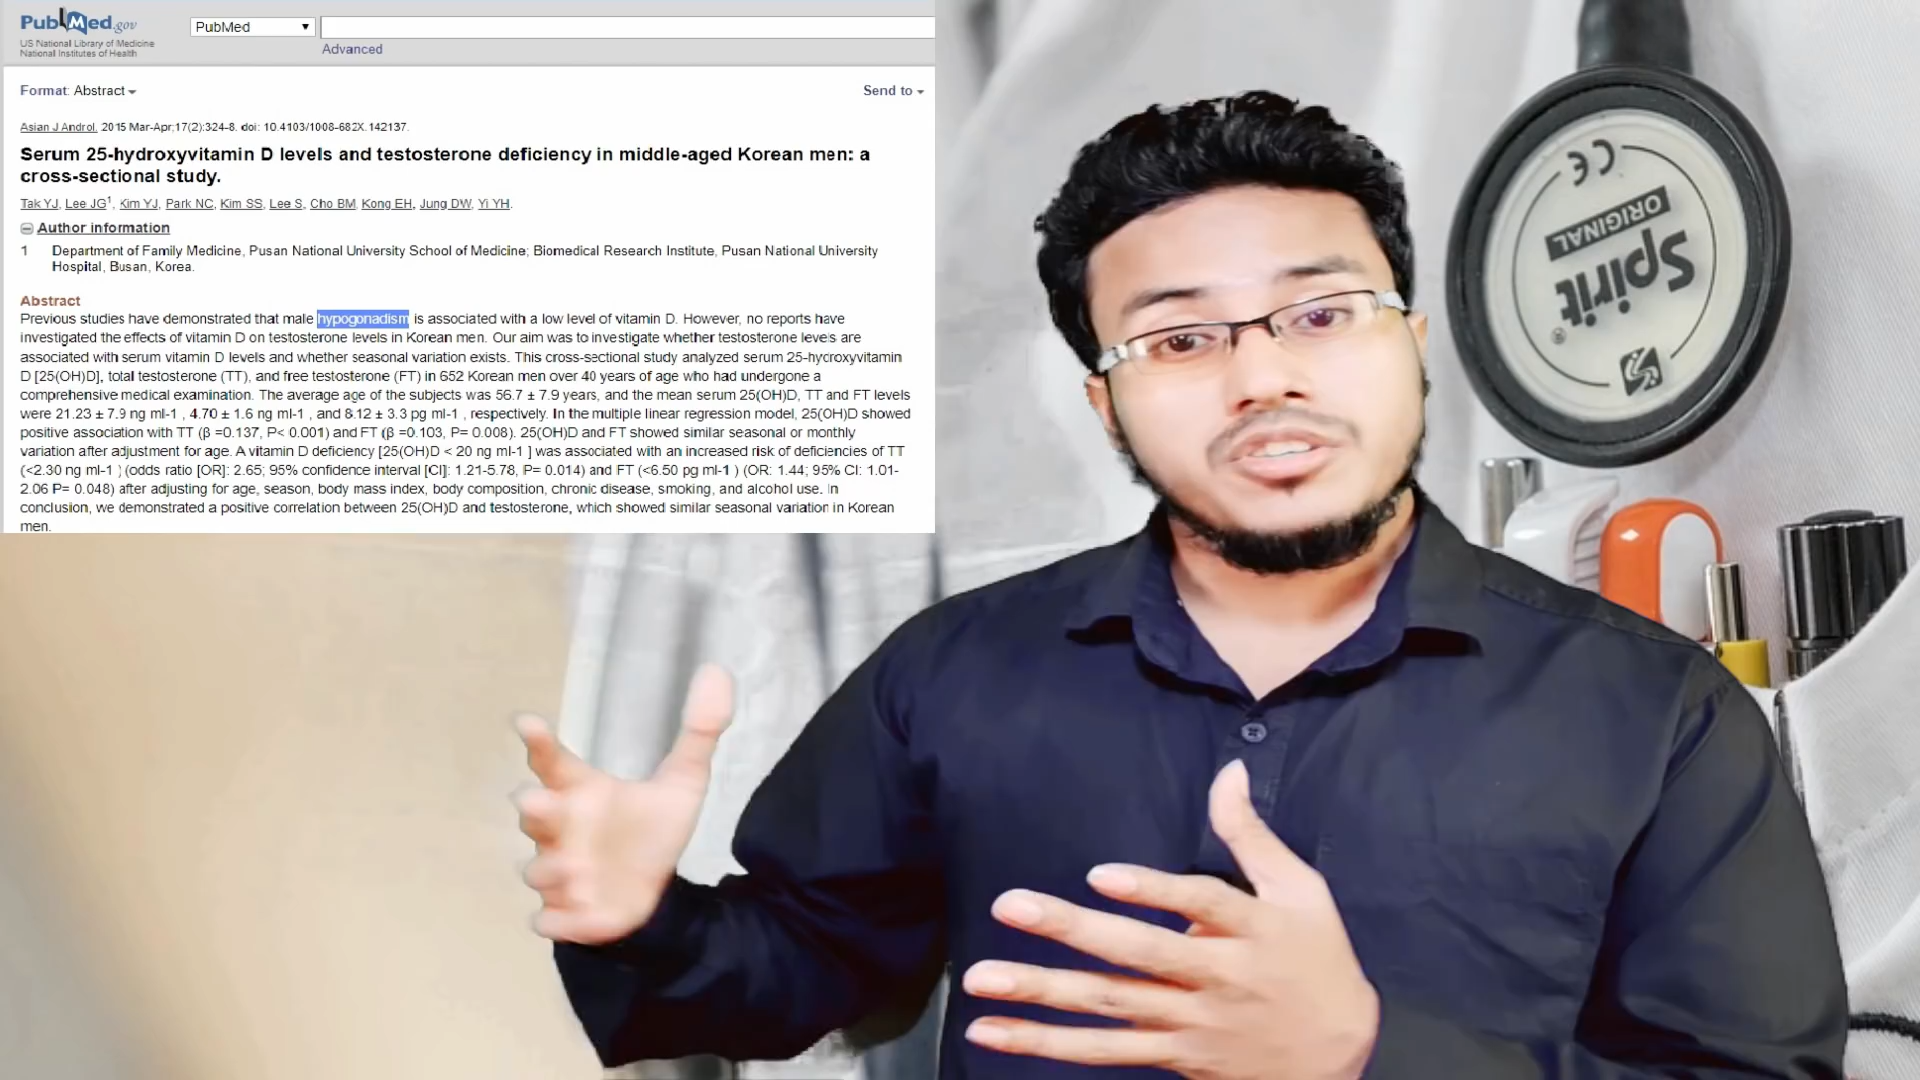 PubMed.gov
US National Library of Medicine
National Institutes of Health
PubMed
Advanced
Format: Abstract
Send to
Asian J Androl. 2015 Mar-Apr;17(2):324-8. doi: 10.4103/1008-682X.142137.
Serum 25-hydroxyvitamin D levels and testosterone deficiency in middle-aged Korean men: a
cross-sectional study.
Tak YJ, Lee JG1, Kim YJ, Park NC, Kim SS, Lee S, Cho BM, Kong EH, Jung DW, Yi YH.
Author information
1 Department of Family Medicine, Pusan National University School of Medicine; Biomedical Research Institute, Pusan National University
Hospital, Busan, Korea.
Abstract
Previous studies have demonstrated that male hypogonadism is associated with a low level of vitamin D. However, no reports have
investigated the effects of vitamin D on testosterone levels in Korean men. Our aim was to investigate whether testosterone levels are
associated with serum vitamin D levels and whether seasonal variation exists. This cross-sectional study analyzed serum 25-hydroxyvitamin
D [25(OH)D], total testosterone (TT), and free testosterone (FT) in 652 Korean men over 40 years of age who had undergone a
comprehensive medical examination. The average age of the subjects was 56.7 ± 7.9 years, and the mean serum 25(OH)D, TT and FT levels
were 21.23 ± 7.9 ng ml-1 , 4.70 ± 1.6 ng ml-1 , and 8.12 ± 3.3 pg ml-1 , respectively. In the multiple linear regression model, 25(OH)D showed
positive association with TT (β =0.137, P< 0.001) and FT (β =0.103, P= 0.008). 25(OH)D and FT showed similar seasonal or monthly
variation after adjustment for age. A vitamin D deficiency [25(OH)D < 20 ng ml-1 ] was associated with an increased risk of deficiencies of TT
(<2.30 ng ml-1 ) (odds ratio [OR]: 2.65; 95% confidence interval [CI]: 1.21-5.78, P= 0.014) and FT (<6.50 pg ml-1 ) (OR: 1.44; 95% CI: 1.01-
2.06 P= 0.048) after adjusting for age, season, body mass index, body composition, chronic disease, smoking, and alcohol use. In
conclusion, we demonstrated a positive correlation between 25(OH)D and testosterone, which showed similar seasonal variation in Korean
men.
CE
ORIGINAL
Spirit®